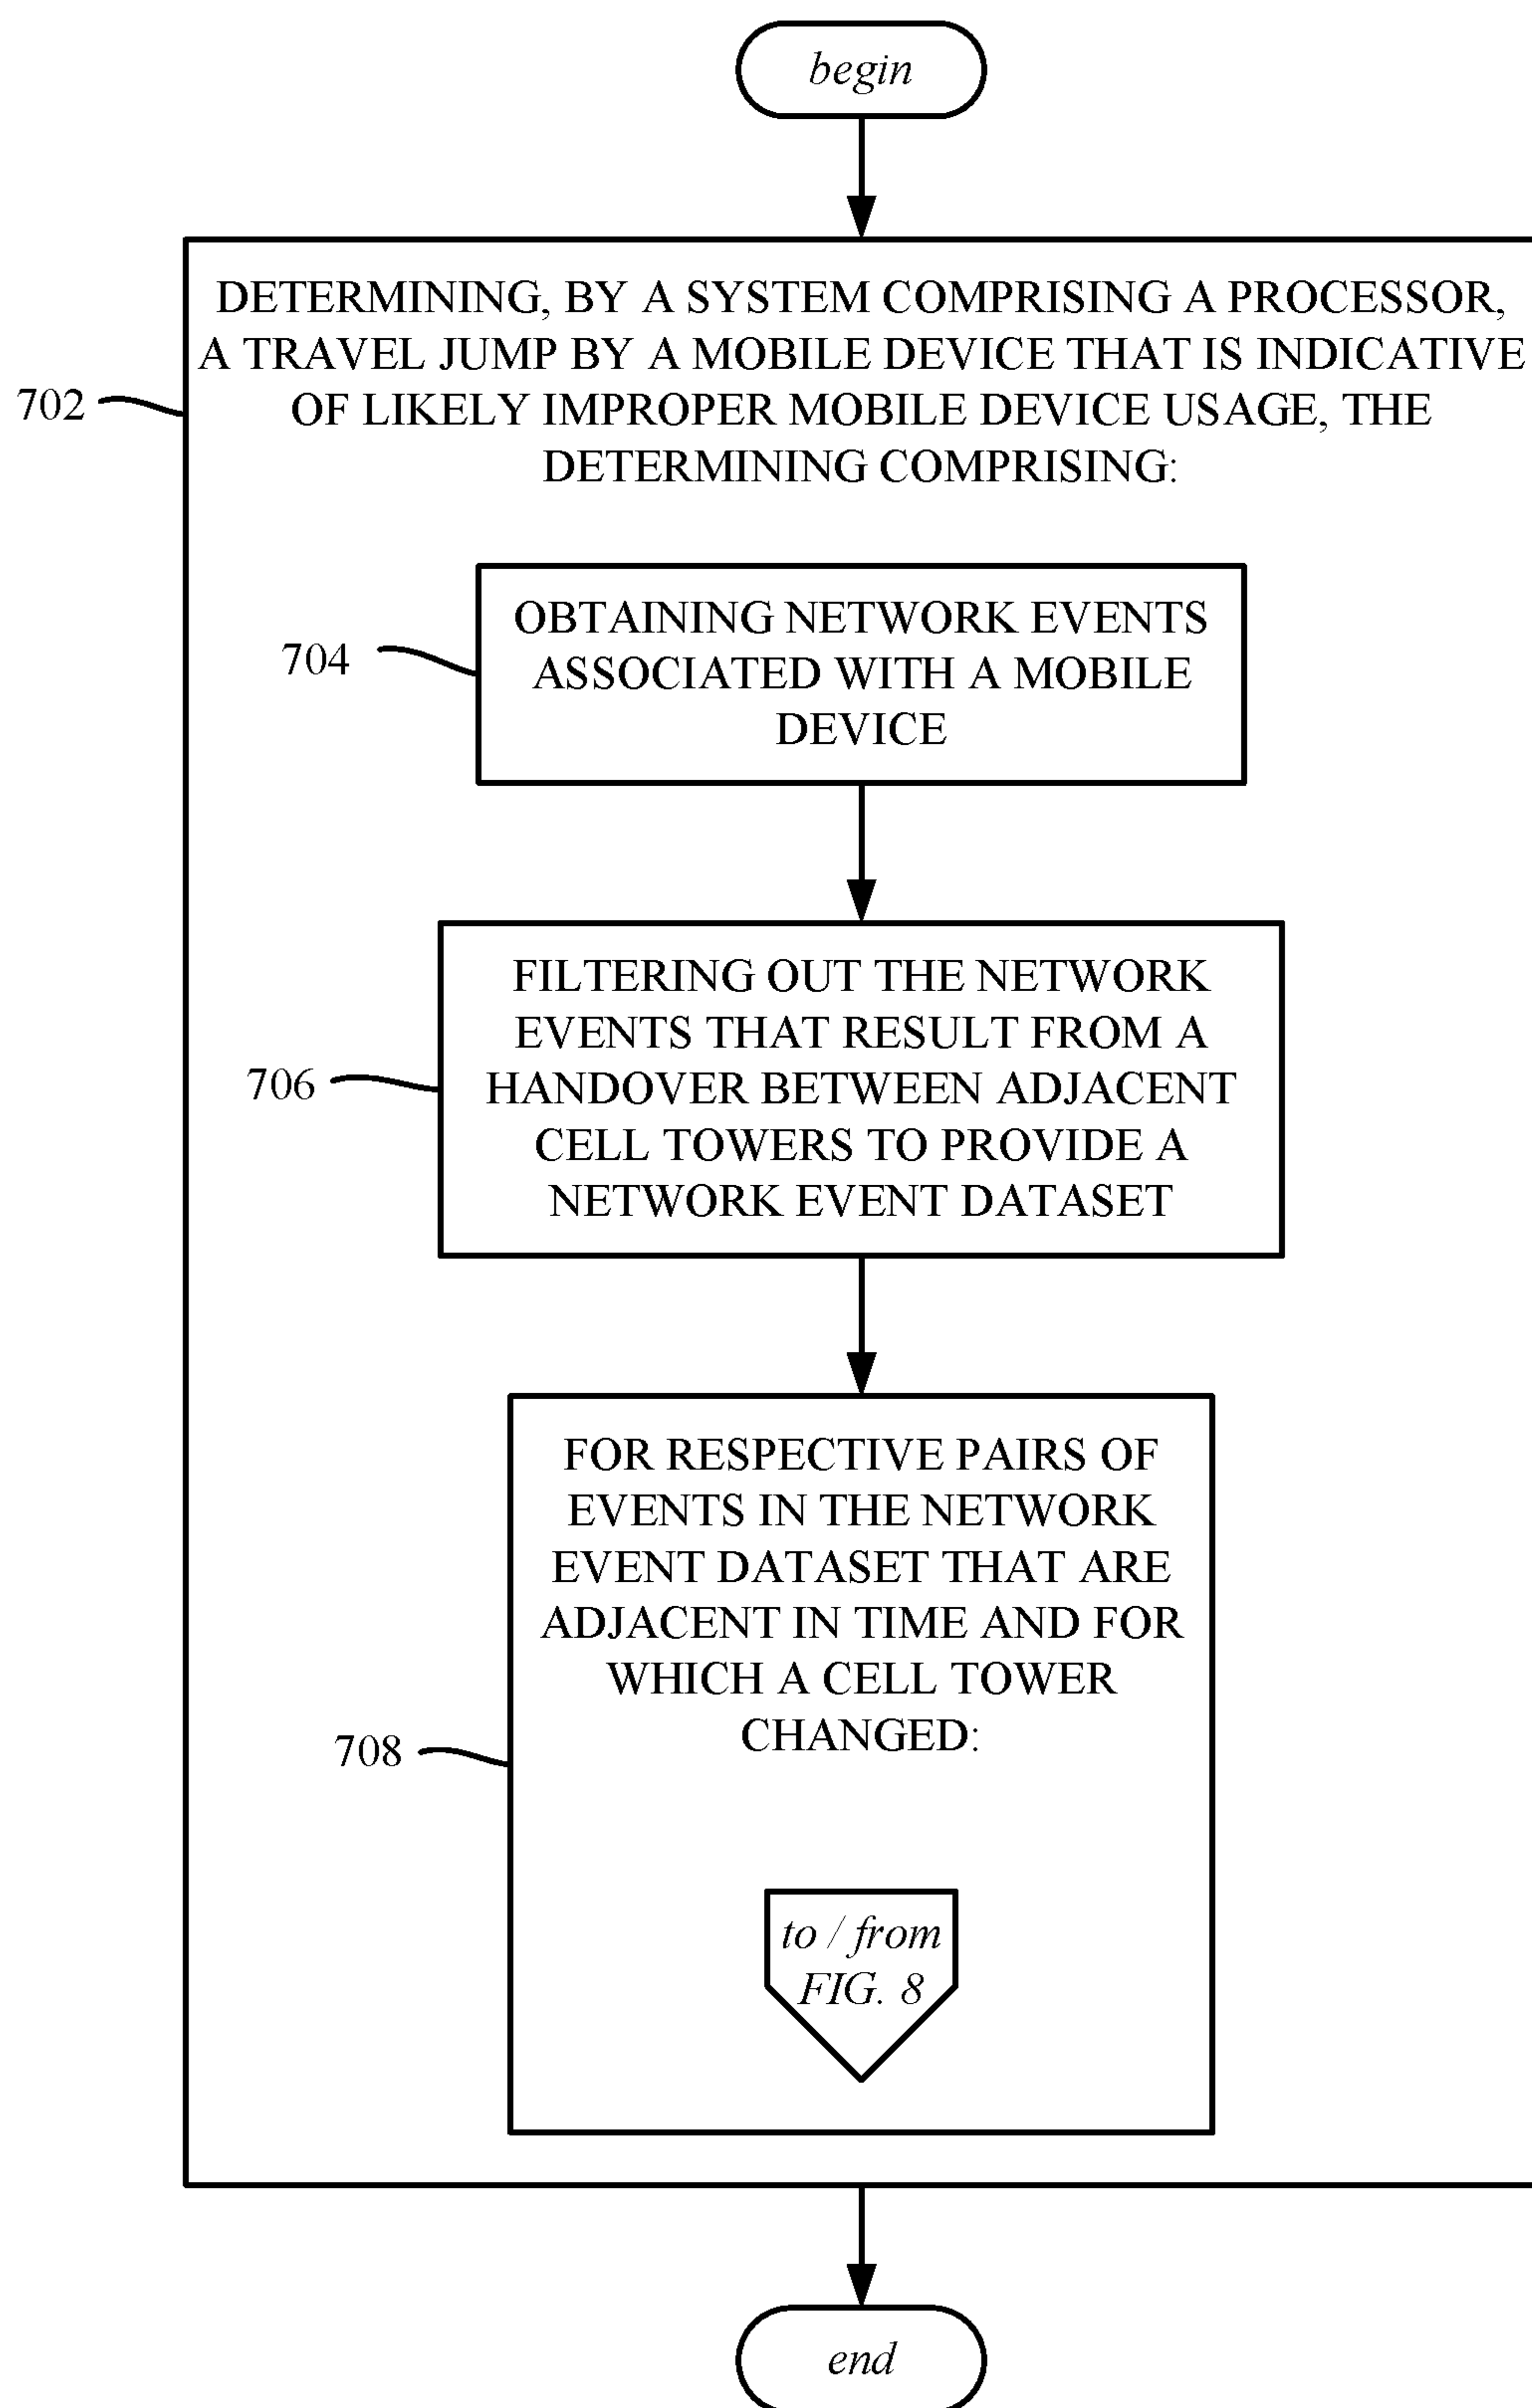 begin
DETERMINING, BY A SYSTEM COMPRISING A PROCESSOR,
A TRAVEL JUMP BY A MOBILE DEVICE THAT IS INDICATIVE
OF LIKELY IMPROPER MOBILE DEVICE USAGE, THE
DETERMINING COMPRISING:
702
OBTAINING NETWORK EVENTS
ASSOCIATED WITH A MOBILE
DEVICE
704
FILTERING OUT THE NETWORK
EVENTS THAT RESULT FROM A
HANDOVER BETWEEN ADJACENT
CELL TOWERS TO PROVIDE A
NETWORK EVENT DATASET
706
FOR RESPECTIVE PAIRS OF
EVENTS IN THE NETWORK
EVENT DATASET THAT ARE
ADJACENT IN TIME AND FOR
WHICH A CELL TOWER
CHANGED:
708
to / from
FIG. 8
end